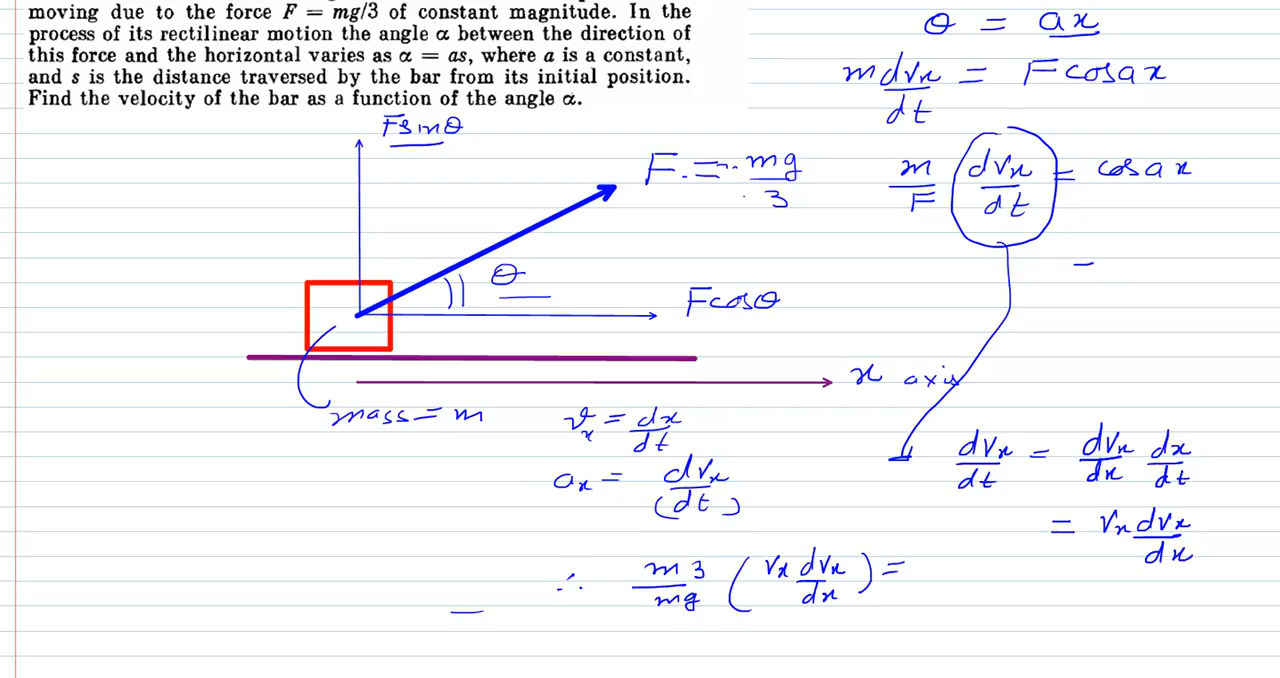 moving due to the force F = mg/3 of constant magnitude. In the
process of its rectilinear motion the angle α between the direction of
this force and the horizontal varies as α = as, where a is a constant,
and s is the distance traversed by the bar from its initial position.
Find the velocity of the bar as a function of the angle α.
θ = ax
m dvx/dt = F cos ax
F sinθ
F = mg/3
m/F (dvx/dt) = cos ax
θ
F cosθ
x axis
mass = m
vx = dx/dt
ax = dvx/(dt)
dvx/dt = dvx/dx dx/dt
= vx dvx/dx
∴ m3/mg (vx dvx/dx) =